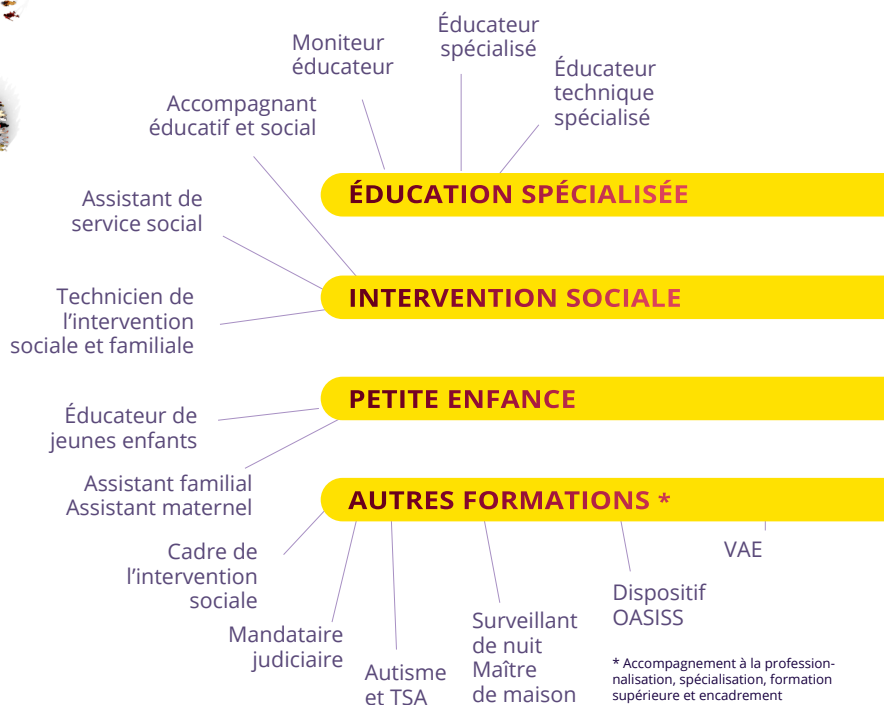 Moniteur
éducateur
Éducateur
spécialisé
Éducateur
technique
spécialisé
Accompagnant
éducatif et social
ÉDUCATION SPÉCIALISÉE
Assistant de
service social
Technicien de
l’intervention
sociale et familiale
INTERVENTION SOCIALE
PETITE ENFANCE
Éducateur de
jeunes enfants
Assistant familial
Assistant maternel
AUTRES FORMATIONS *
Cadre de
l’intervention
sociale
Mandataire
judiciaire
Autisme
et TSA
Surveillant
de nuit
Maître
de maison
Dispositif
OASISS
VAE
* Accompagnement à la profession-
nalisation, spécialisation, formation
supérieure et encadrement